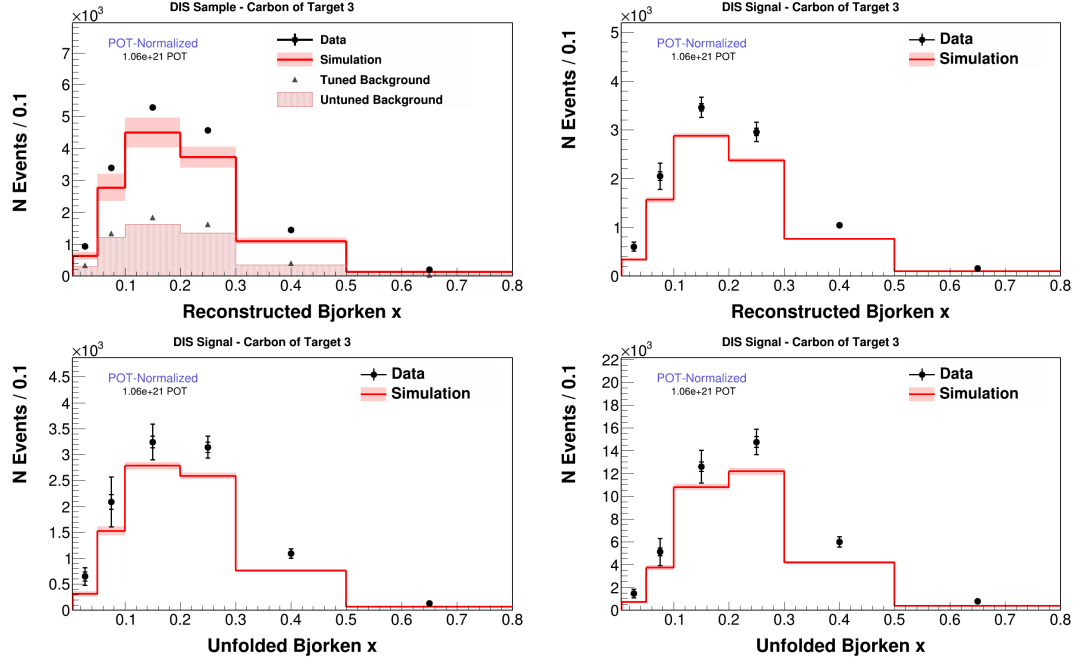 DIS Sample - Carbon of Target 3
×10³
POT-Normalized
1.06e+21 POT
Data
Simulation
Tuned Background
Untuned Background
N Events / 0.1
7
6
5
4
3
2
1
0
0.1 0.2 0.3 0.4 0.5 0.6 0.7 0.8
Reconstructed Bjorken x
DIS Signal - Carbon of Target 3
×10³
POT-Normalized
1.06e+21 POT
Data
Simulation
N Events / 0.1
5
4
3
2
1
0
0.1 0.2 0.3 0.4 0.5 0.6 0.7 0.8
Reconstructed Bjorken x
DIS Signal - Carbon of Target 3
×10³
POT-Normalized
1.06e+21 POT
Data
Simulation
N Events / 0.1
4.5
4
3.5
3
2.5
2
1.5
1
0.5
0
0.1 0.2 0.3 0.4 0.5 0.6 0.7 0.8
Unfolded Bjorken x
DIS Signal - Carbon of Target 3
×10³
POT-Normalized
1.06e+21 POT
Data
Simulation
N Events / 0.1
22
20
18
16
14
12
10
8
6
4
2
0
0.1 0.2 0.3 0.4 0.5 0.6 0.7 0.8
Unfolded Bjorken x